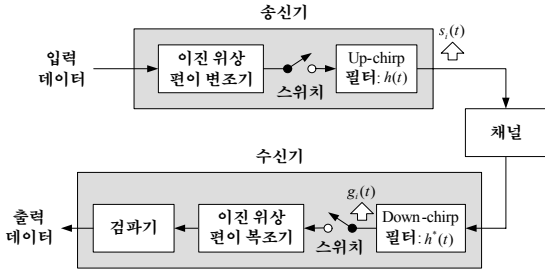 송신기
s_i(t)
입력
데이터
이진 위상
편이 변조기
스위치
Up-chirp
필터: h(t)
채널
수신기
g_i(t)
출력
데이터
검파기
이진 위상
편이 복조기
스위치
Down-chirp
필터: h*(t)